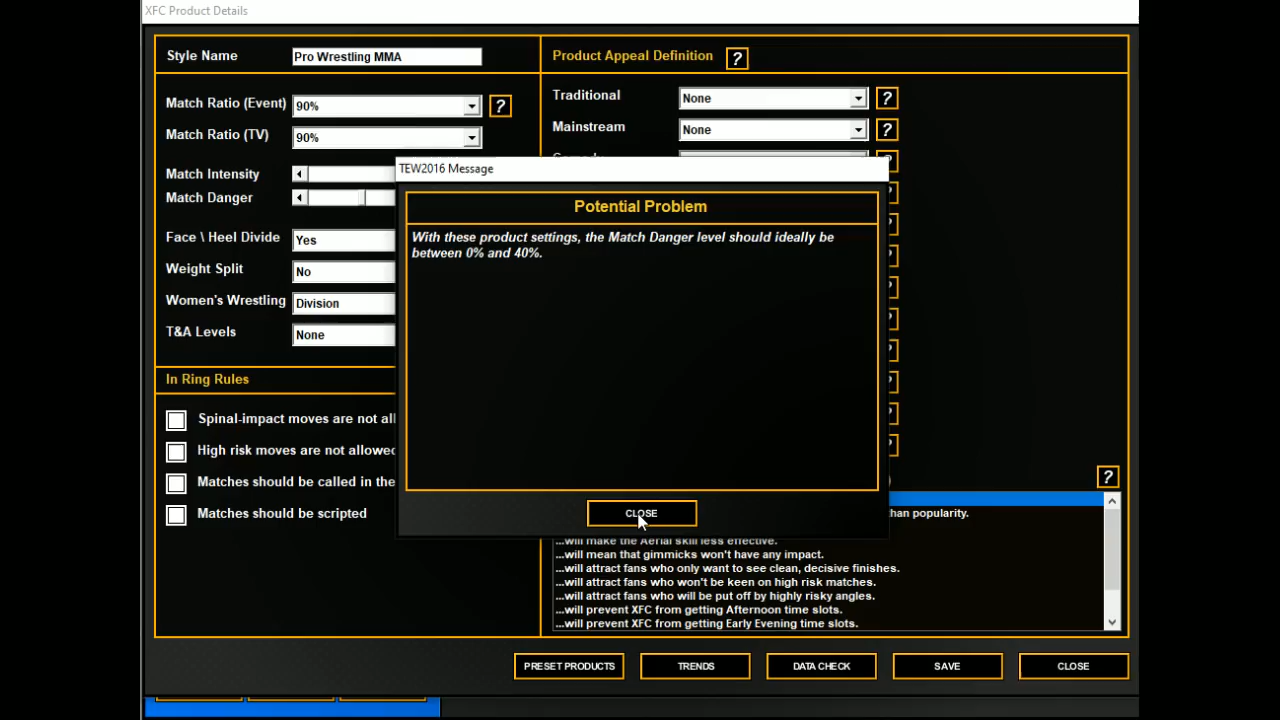 XFC Product Details
Style Name
Pro Wrestling MMA
Product Appeal Definition
?
Match Ratio (Event)
90%
?
Traditional
None
?
Match Ratio (TV)
90%
Mainstream
None
?
TEW2016 Message
Match Intensity
Match Danger
Potential Problem
With these product settings, the Match Danger level should ideally be
between 0% and 40%.
Face \ Heel Divide
Yes
Weight Split
No
Women's Wrestling
Division
T&A Levels
None
In Ring Rules
Spinal-impact moves are not
High risk moves are not allowed
Matches should be called in the
Matches should be scripted
CLOSE
?
than popularity.
...will make the Aerial skill less effective.
...will mean that gimmicks won't have any impact.
...will attract fans who only want to see clean, decisive finishes.
...will attract fans who won't be keen on high risk matches.
...will attract fans who will be put off by highly risky angles.
...will prevent XFC from getting Afternoon time slots.
...will prevent XFC from getting Early Evening time slots.
PRESET PRODUCTS
TRENDS
DATA CHECK
SAVE
CLOSE